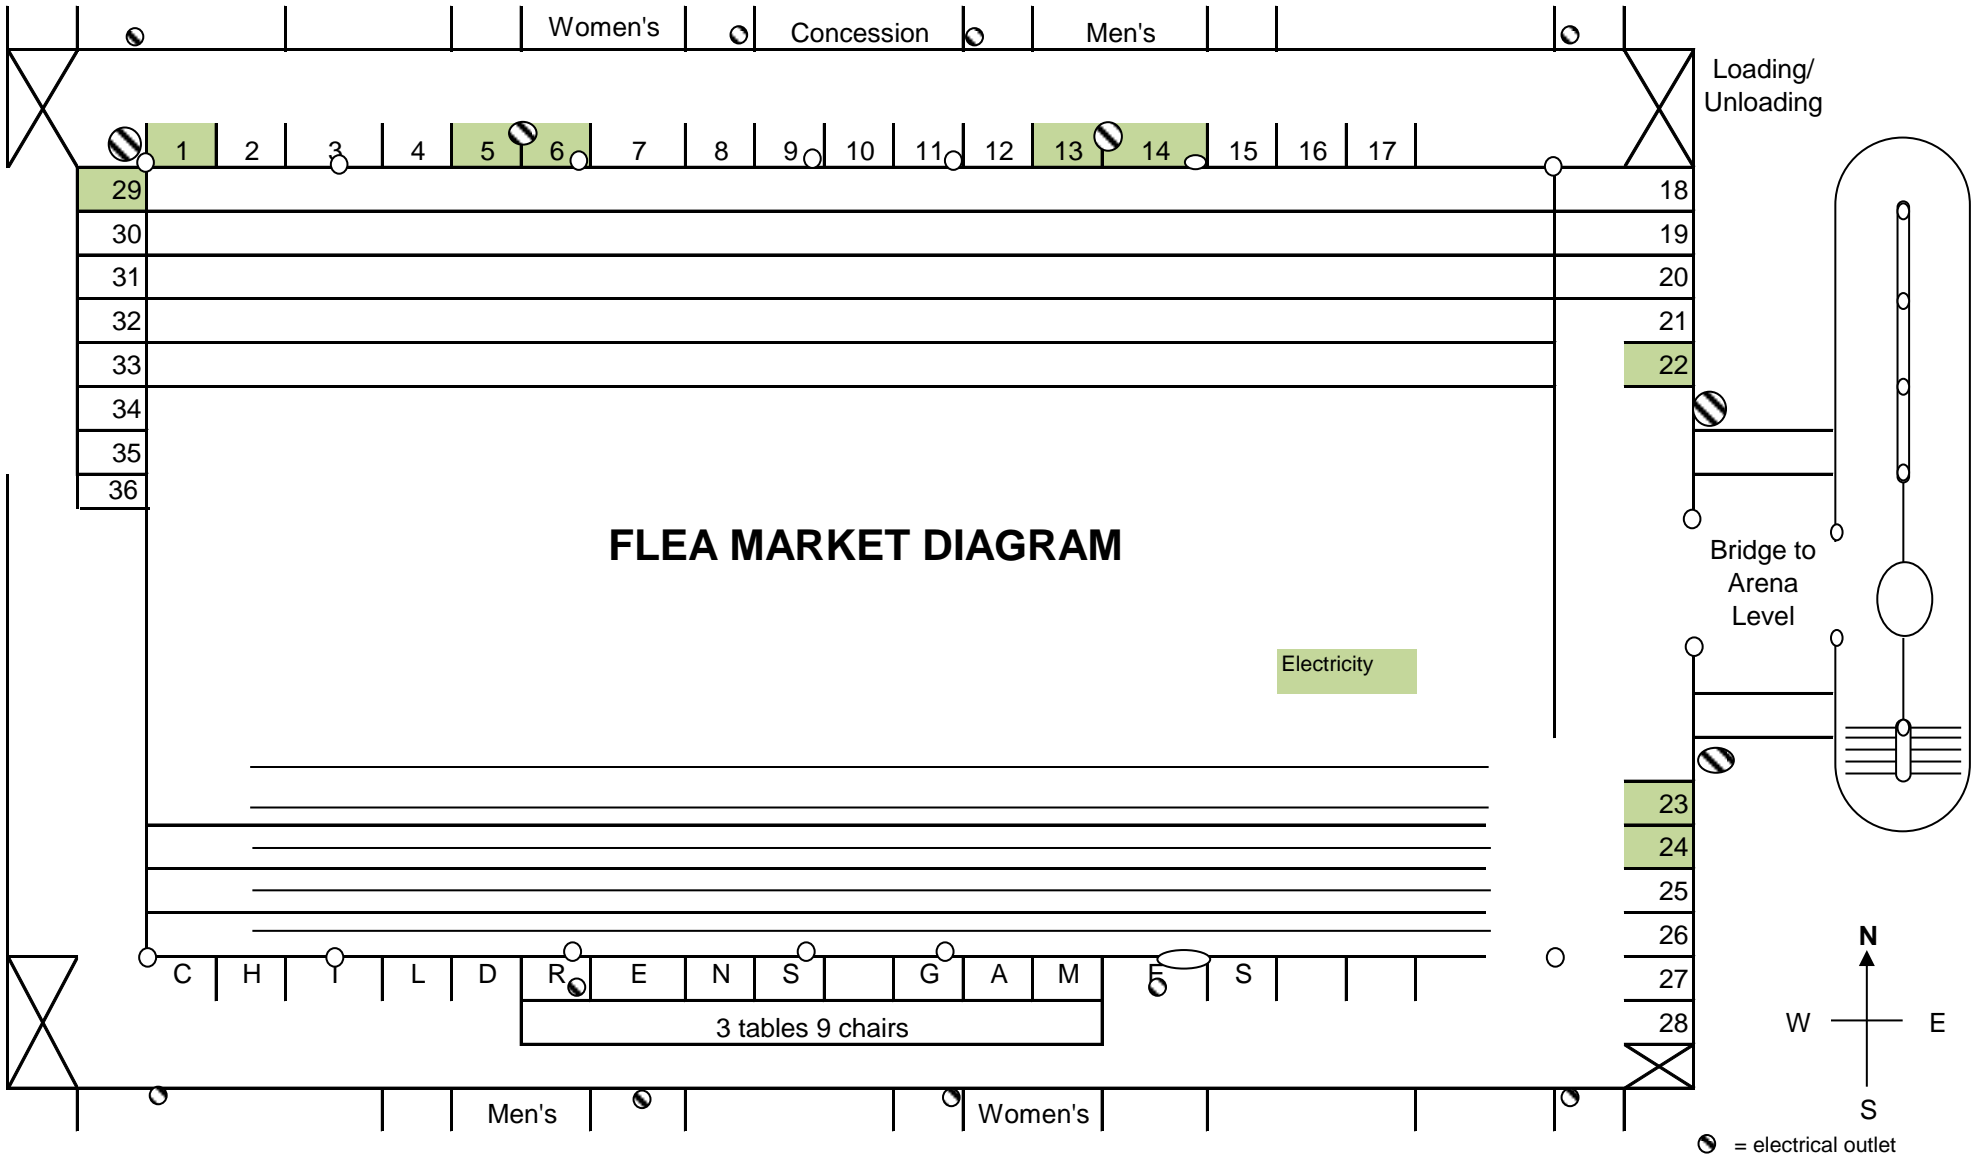 Women's
Concession
Men's
Loading/
Unloading
1 2 3 4 5 6 7 8 9 10 11 12 13 14 15 16 17
29 18
30 19
31 20
32 21
33 22
34
35
36
FLEA MARKET DIAGRAM
Bridge to
Arena
Level
Electricity
23
24
25
26
27
28
C H I L D R E N S G A M E S
3 tables 9 chairs
Men's
Women's
N
W E
S
= electrical outlet